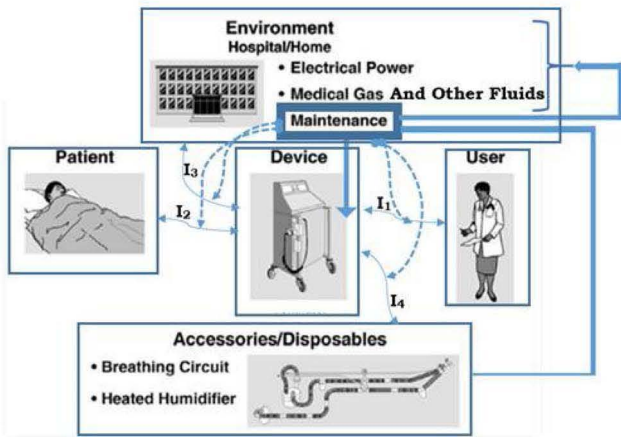 Environment
Hospital/Home
• Electrical Power
• Medical Gas And Other Fluids
Maintenance
Patient
I3
Device
User
I2
I1
I4
Accessories/Disposables
• Breathing Circuit
• Heated Humidifier